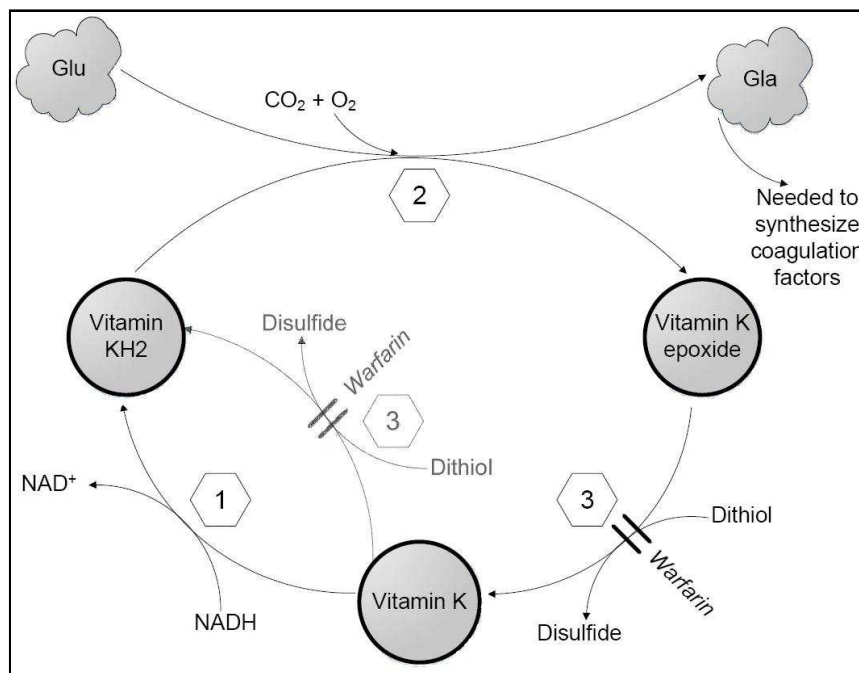 Glu
Gla
CO₂ + O₂
2
Needed to
synthesize
coagulation
factors
Vitamin
KH2
Disulfide
Warfarin
3
Dithiol
Vitamin K
epoxide
NAD⁺
1
NADH
Vitamin K
3
Dithiol
Warfarin
Disulfide